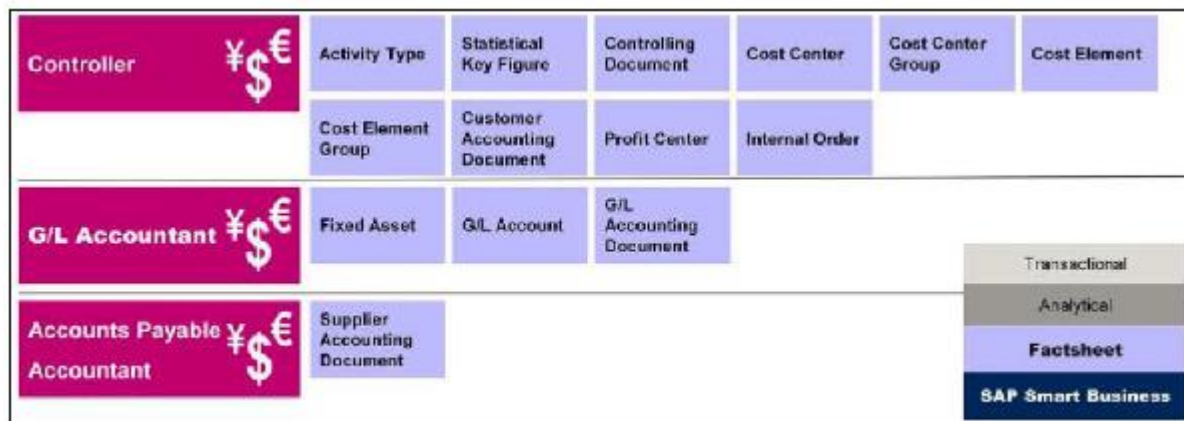 Controller
¥$€
Activity Type
Statistical
Key Figure
Controlling
Document
Cost Center
Cost Center
Group
Cost Element
Cost Element
Group
Customer
Accounting
Document
Profit Center
Internal Order
G/L Accountant
¥$€
Fixed Asset
G/L Account
G/L
Accounting
Document
Accounts Payable
Accountant
¥$€
Supplier
Accounting
Document
Transactional
Analytical
Factsheet
SAP Smart Business